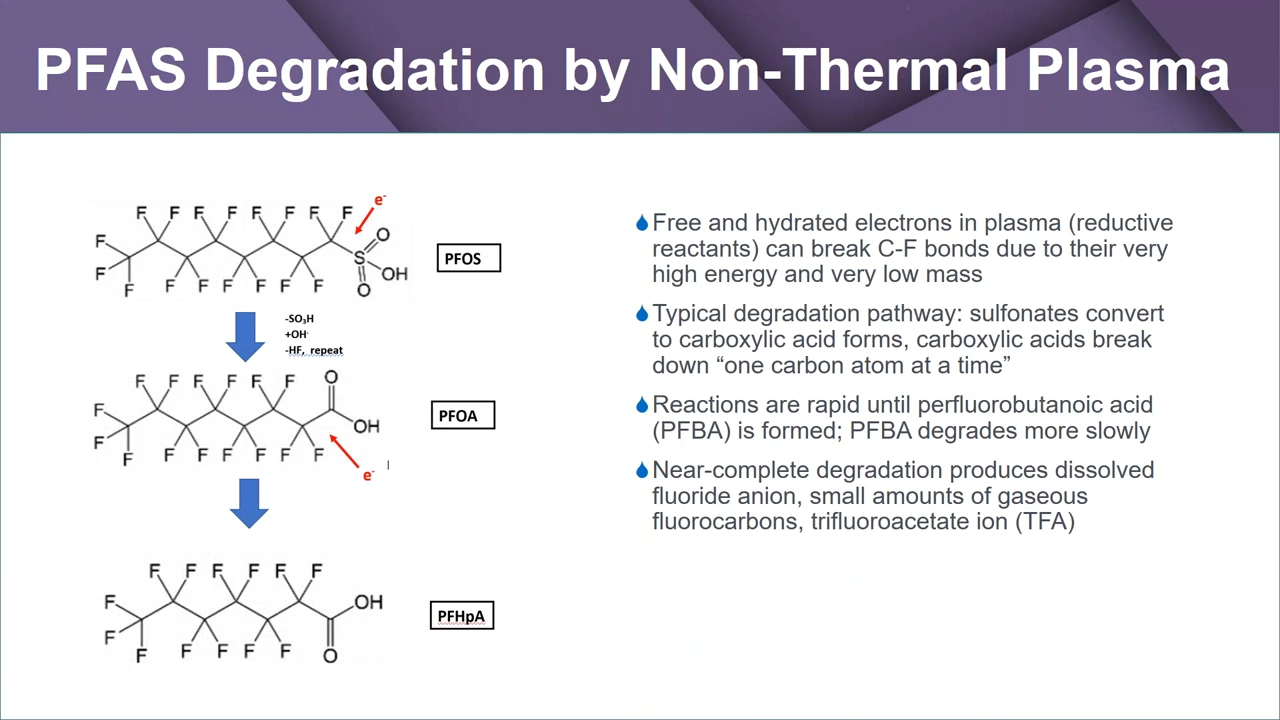 PFAS Degradation by Non-Thermal Plasma
F F F F F F F F
e-
F
F
F
F F F F F F
S
O
OH
O
PFOS
-SO3H
+OH-
-HF, repeat
F F F F F F
O
F
F
F
F F F F F F
OH
e-
PFOA
F F F F F F
F
F
F
F F F F
OH
O
PFHpA
Free and hydrated electrons in plasma (reductive
reactants) can break C-F bonds due to their very
high energy and very low mass
Typical degradation pathway: sulfonates convert
to carboxylic acid forms, carboxylic acids break
down “one carbon atom at a time”
Reactions are rapid until perfluorobutanoic acid
(PFBA) is formed; PFBA degrades more slowly
Near-complete degradation produces dissolved
fluoride anion, small amounts of gaseous
fluorocarbons, trifluoroacetate ion (TFA)